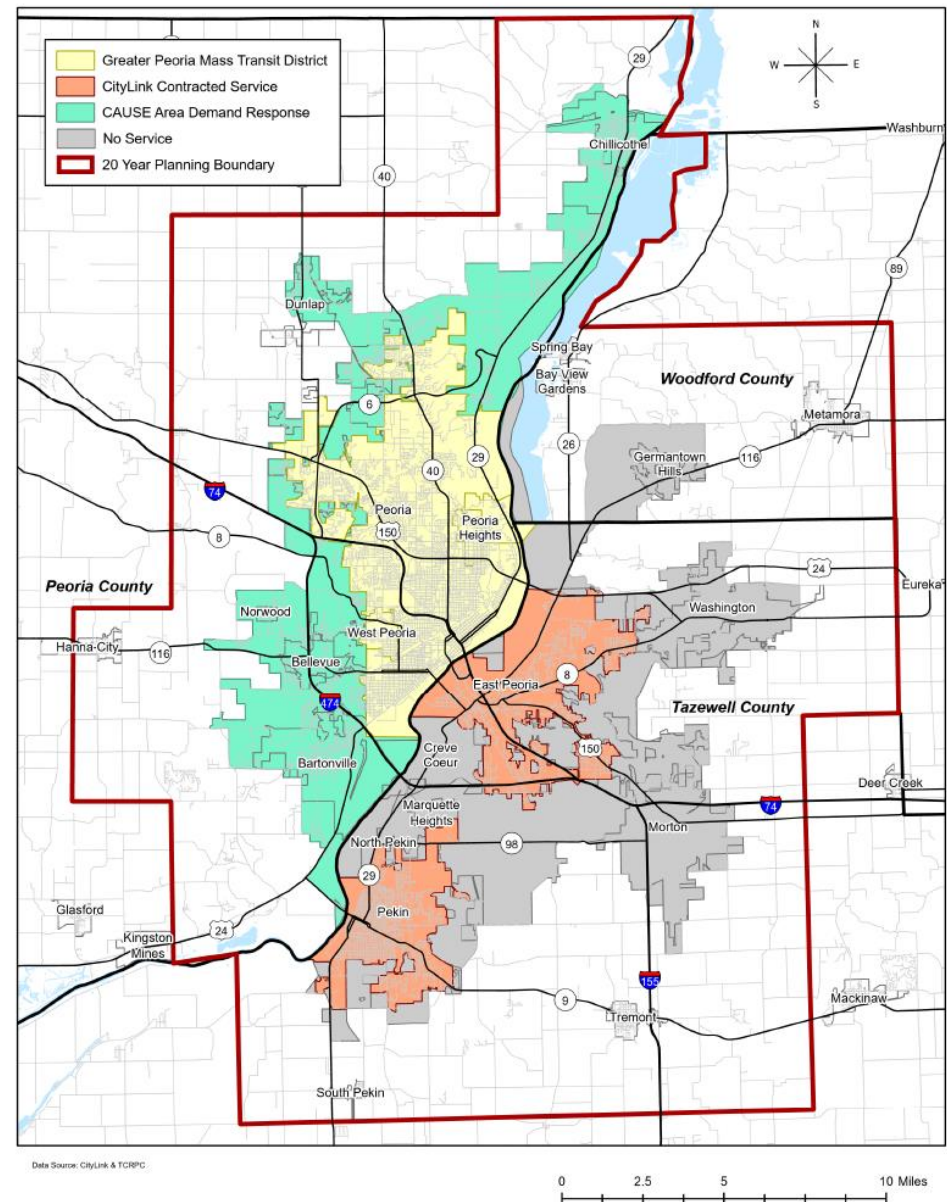 Greater Peoria Mass Transit District
CityLink Contracted Service
CAUSE Area Demand Response
No Service
20 Year Planning Boundary
N
W
E
S
29
40
Washburn
Chillicothe
89
Dunlap
Spring Bay
Bay View
Gardens
Woodford County
6
Metamora
26
Germantown
Hills
116
40
29
74
Peoria
150
Peoria
Heights
8
24
Peoria County
Eureka
Norwood
Washington
West Peoria
Hanna-City
116
Bellevue
8
East Peoria
474
Tazewell County
150
Creve
Coeur
Bartonville
Deer Creek
74
Marquette
Heights
Morton
North Pekin
98
29
Glasford
24
Pekin
Kingston
Mines
155
9
Mackinaw
Tremont
South Pekin
Data Source: CityLink & TCRPC
0 2.5 5 10 Miles